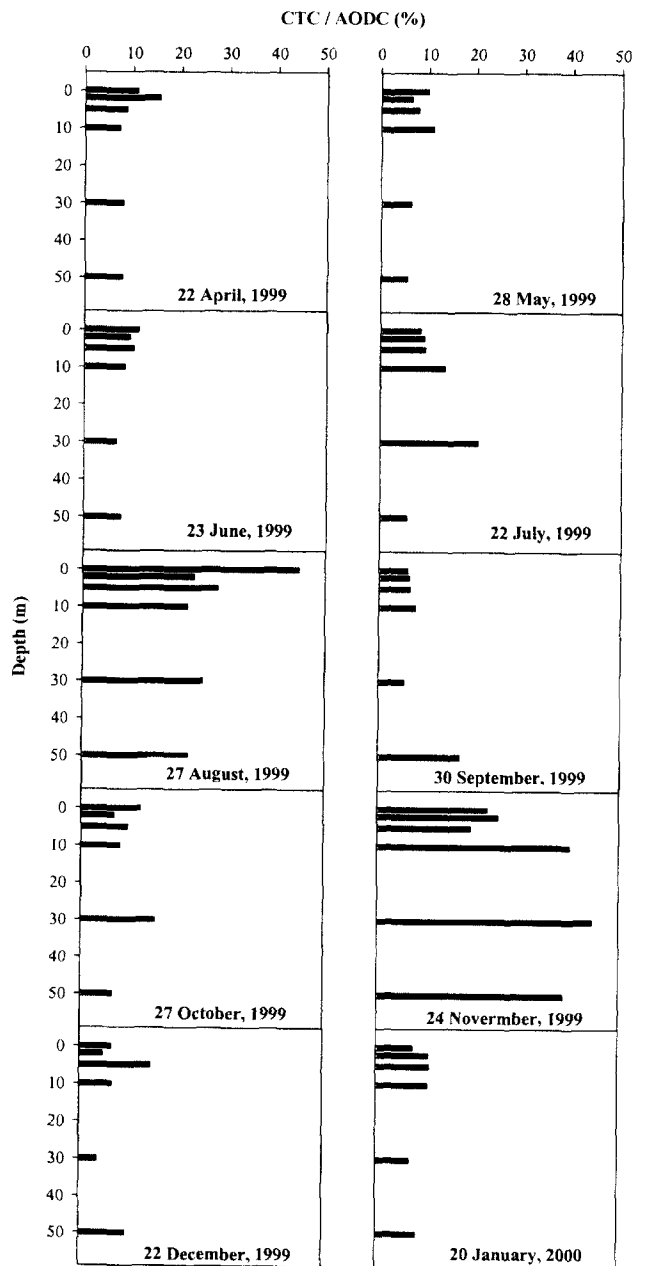 CTC / AODC (%)
0 10 20 30 40 50
0 10 20 30 40 50
Depth (m)
0
10
20
30
40
50
22 April, 1999
28 May, 1999
0
10
20
30
40
50
23 June, 1999
22 July, 1999
0
10
20
30
40
50
27 August, 1999
30 September, 1999
0
10
20
30
40
50
27 October, 1999
24 Novermber, 1999
0
10
20
30
40
50
22 December, 1999
20 January, 2000